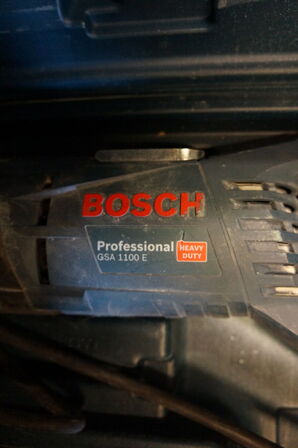 BOSCH
Professional
GSA 1100 E
HEAVY
DUTY